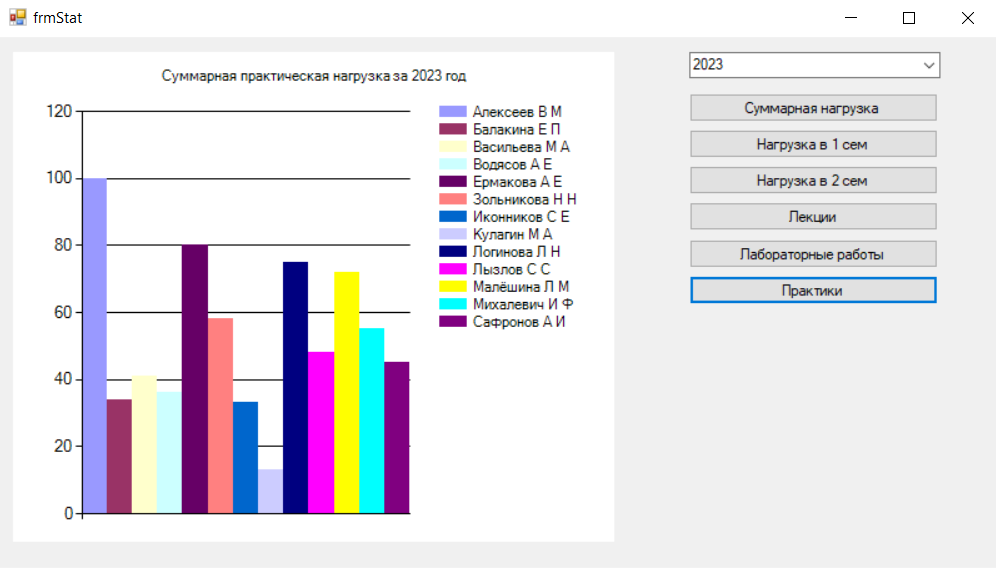 frmStat
Суммарная практическая нагрузка за 2023 год
120
100
80
60
40
20
0
Алексеев В М
Балакина Е П
Васильева М А
Водясов А Е
Ермакова А Е
Зольникова Н Н
Иконников С Е
Кулагин М А
Логинова Л Н
Лызлов С С
Малёшина Л М
Михалевич И Ф
Сафронов А И
2023
Суммарная нагрузка
Нагрузка в 1 сем
Нагрузка в 2 сем
Лекции
Лабораторные работы
Практики